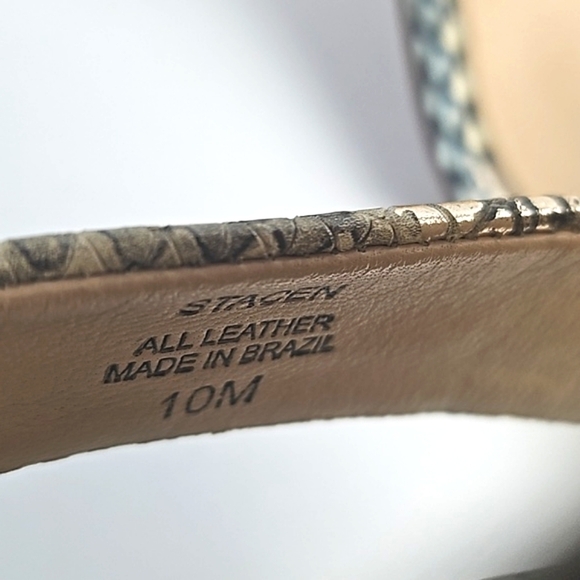 STACEN
ALL LEATHER
MADE IN BRAZIL
10M